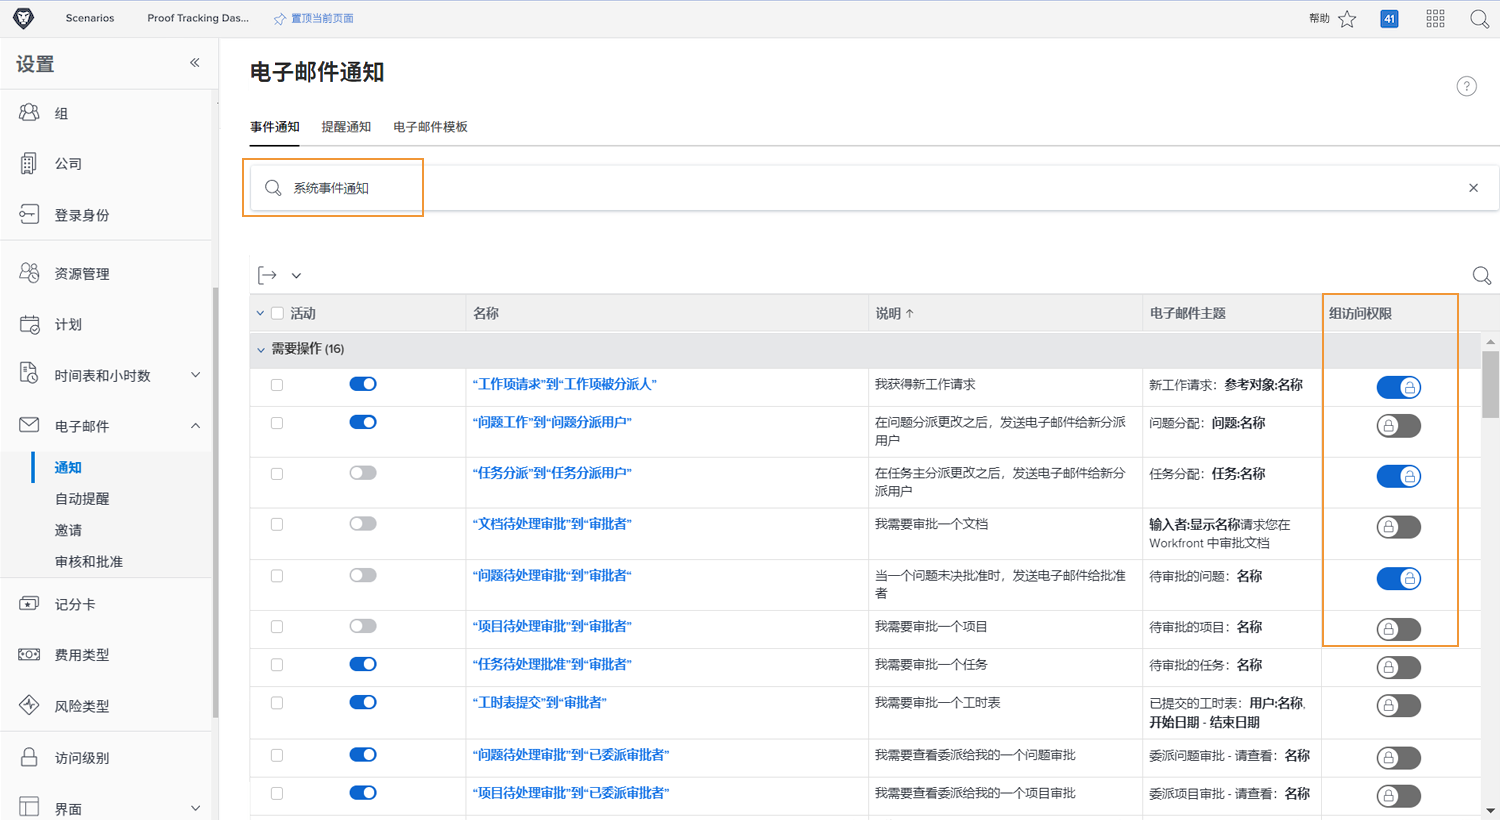 Scenarios
Proof Tracking Das...
置顶当前页面
帮助
41
设置
组
公司
登录身份
资源管理
计划
时间表和小时数
电子邮件
通知
自动提醒
邀请
审核和批准
记分卡
费用类型
风险类型
访问级别
界面
电子邮件通知
?
事件通知
提醒通知
电子邮件模板
系统事件通知
活动
名称
说明 ↑
电子邮件主题
组访问权限
需要操作 (16)
“工作项请求”到“工作项被分派人”
我获得新工作请求
新工作请求：参考对象:名称
“问题工作”到“问题分派用户”
在问题分派更改之后，发送电子邮件给新分派
用户
问题分配：问题:名称
“任务分派”到“任务分派用户”
在任务主分派更改之后，发送电子邮件给新分
派用户
任务分配：任务:名称
“文档待处理审批”到“审批者”
我需要审批一个文档
输入者:显示名称请求您在
Workfront 中审批文档
“问题待处理审批“到”审批者“
当一个问题未决批准时，发送电子邮件给批准
者
待审批的问题：名称
“项目待处理审批”到“审批者”
我需要审批一个项目
待审批的项目：名称
“任务待处理批准”到“审批者”
我需要审批一个任务
待审批的任务：名称
“工时表提交”到“审批者”
我需要审批一个工时表
已提交的工时表：用户:名称,
开始日期 - 结束日期
“问题待处理审批”到“已委派审批者”
我需要查看委派给我的一个问题审批
委派问题审批 - 请查看：名称
“项目待处理审批”到“已委派审批者”
我需要查看委派给我的一个项目审批
委派项目审批 - 请查看：名称